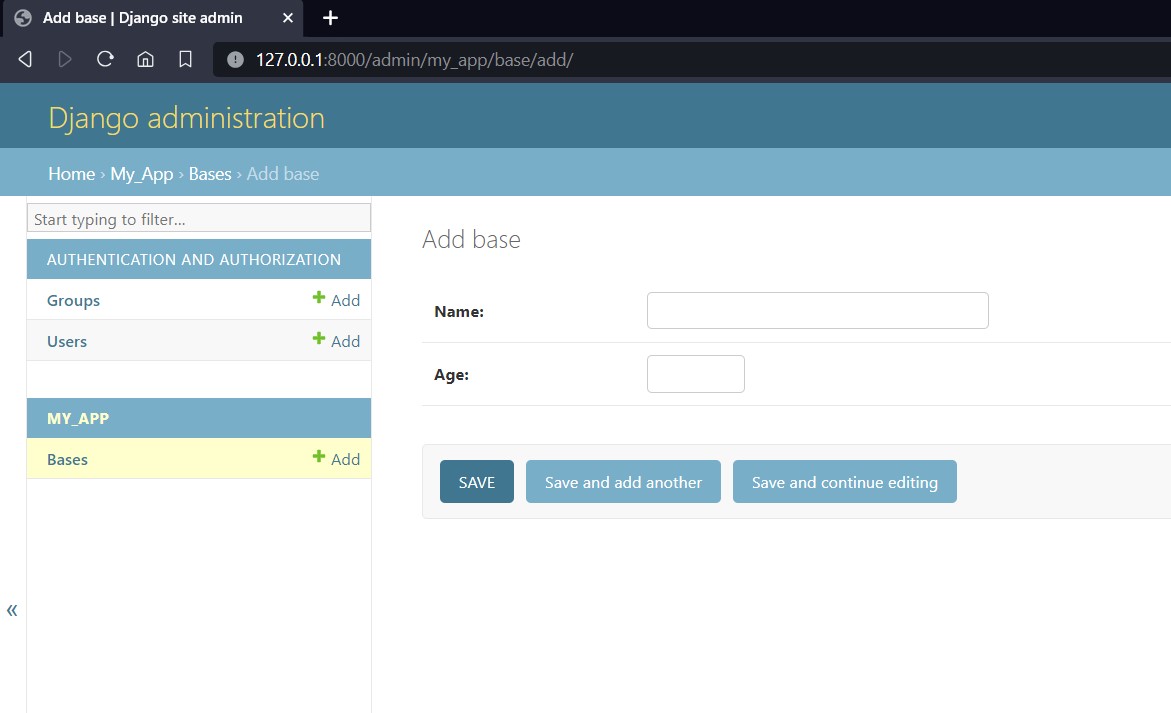 Add base | Django site admin
127.0.0.1:8000/admin/my_app/base/add/
Django administration
Home › My_App › Bases › Add base
Start typing to filter...
AUTHENTICATION AND AUTHORIZATION
Groups + Add
Users + Add
MY_APP
Bases + Add
«
Add base
Name:
Age:
SAVE Save and add another Save and continue editing